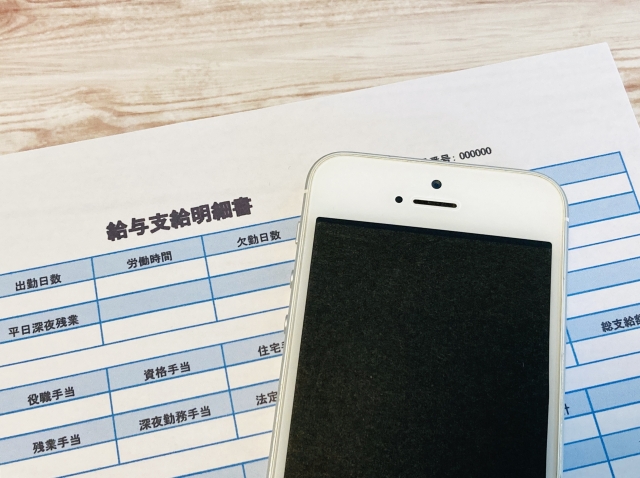 番号：000000
給与支給明細書
出勤日数 労働時間 欠勤日数
平日深夜残業
総支給額
役職手当 資格手当 住宅手
残業手当 深夜勤務手当 法定
計